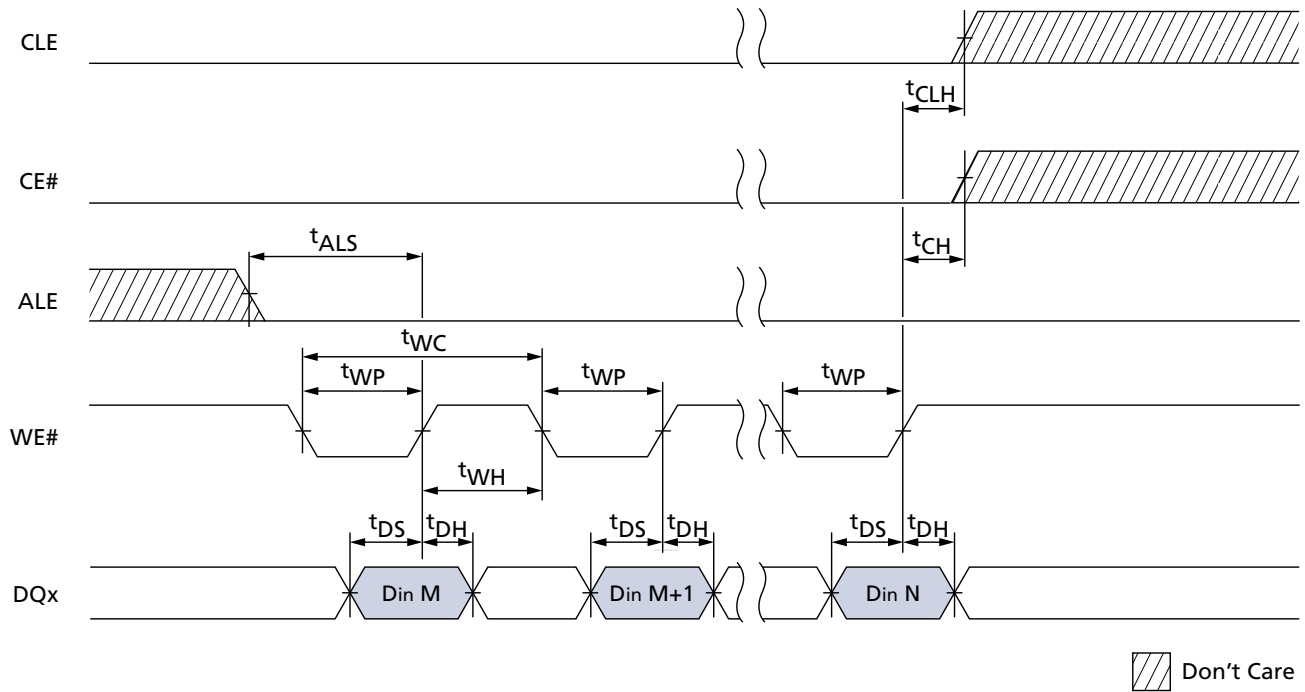 CLE
tCLH
CE#
tCH
tALS
ALE
tWC
tWP
tWP
tWP
WE#
tWH
tDS
tDH
tDS
tDH
tDS
tDH
DQx
Din M
Din M+1
Din N
Don't Care